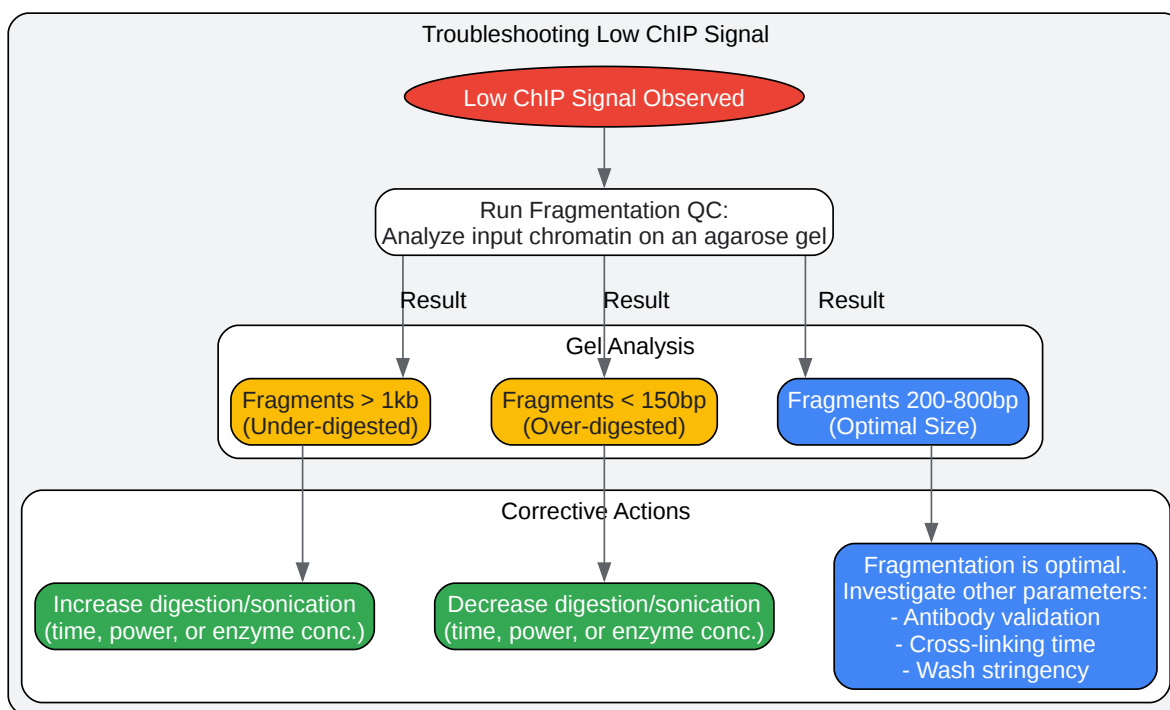 Troubleshooting Low ChIP Signal
Low ChIP Signal Observed
Run Fragmentation QC:
Analyze input chromatin on an agarose gel
Result
Result
Result
Gel Analysis
Fragments > 1kb
(Under-digested)
Fragments < 150bp
(Over-digested)
Fragments 200-800bp
(Optimal Size)
Corrective Actions
Increase digestion/sonication
(time, power, or enzyme conc.)
Decrease digestion/sonication
(time, power, or enzyme conc.)
Fragmentation is optimal.
Investigate other parameters:
- Antibody validation
- Cross-linking time
- Wash stringency